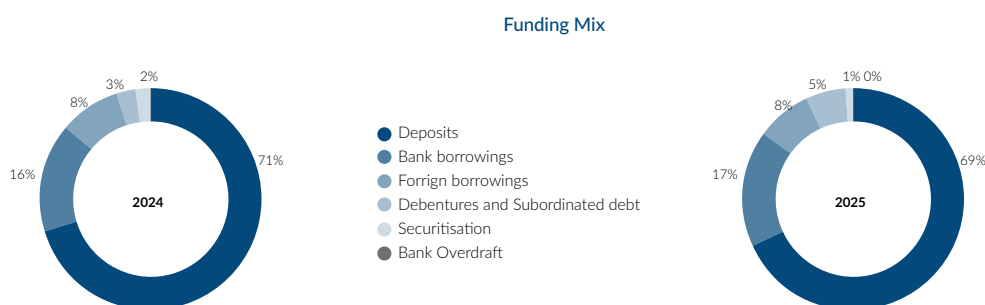 Funding Mix
2%
3%
8%
16%
71%
2024
Deposits
Bank borrowings
Forrign borrowings
Debentures and Subordinated debt
Securitisation
Bank Overdraft
1% 0%
5%
8%
17%
69%
2025